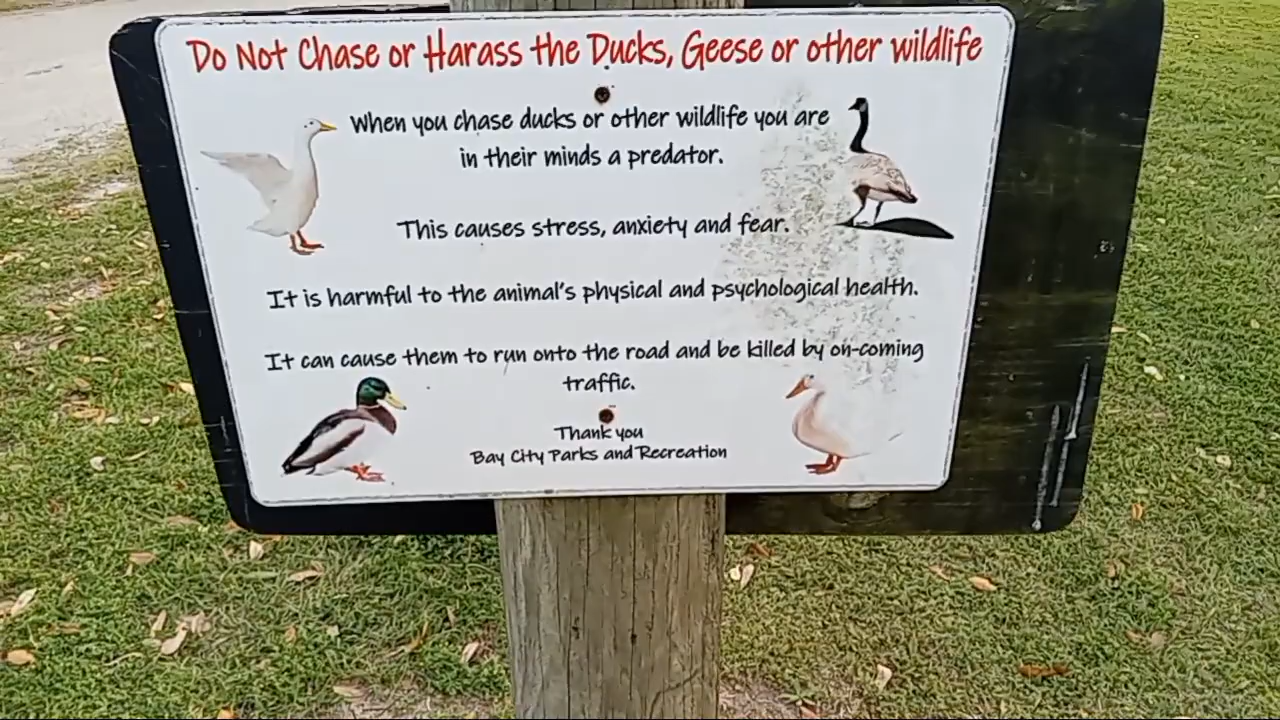 Do Not Chase or Harass the Ducks, Geese or other wildlife
When you chase ducks or other wildlife you are
in their minds a predator.
This causes stress, anxiety and fear.
It is harmful to the animal's physical and psychological health.
It can cause them to run onto the road and be killed by on-coming
traffic.
Thank you
Bay City Parks and Recreation